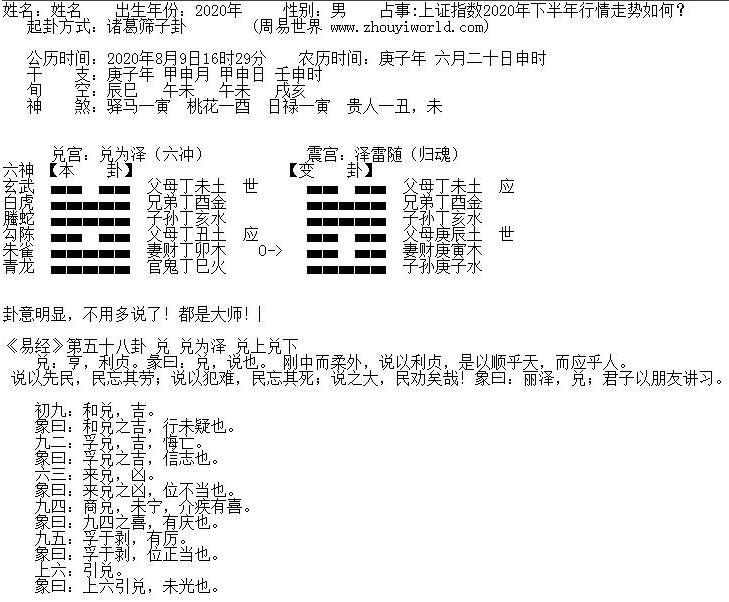 姓名：姓名　　出生年份：2020年　　　性别：男　　占事:上证指数2020年下半年行情走势如何？
起卦方式：诸葛筛子卦　　　　　(周易世界 www.zhouyiworld.com)
公历时间：2020年8月9日16时29分　　农历时间：庚子年 六月二十日申时
干　　支：庚子年 甲申月 甲申日 壬申时
旬　　空：辰巳　　午未　　午未　　戌亥
神　　煞：驿马—寅　桃花—酉　日禄—寅　贵人—丑，未
兑宫：兑为泽（六冲）　　　　　　震宫：泽雷随（归魂）
六神　【本　　卦】　　　　　　　　　【变　　卦】
玄武　父母丁未土　世　　　父母丁未土　应
白虎　兄弟丁酉金　　　兄弟丁酉金
螣蛇　子孙丁亥水　　　子孙丁亥水
勾陈　父母丁丑土　应　　　父母庚辰土　世
朱雀　妻财丁卯木　O->　　　妻财庚寅木
青龙　官鬼丁巳火　　　子孙庚子水
卦意明显，不用多说了！都是大师！|
《易经》第五十八卦 兑 兑为泽 兑上兑下
兑：亨，利贞。彖曰：兑，说也。 刚中而柔外，说以利贞，是以顺乎天，而应乎人。
说以先民，民忘其劳；说以犯难，民忘其死；说之大，民劝矣哉！象曰：丽泽，兑；君子以朋友讲习。
初九：和兑，吉。
象曰：和兑之吉，行未疑也。
九二：孚兑，吉，悔亡。
象曰：孚兑之吉，信志也。
六三：来兑，凶。
象曰：来兑之凶，位不当也。
九四：商兑，未宁，介疾有喜。
象曰：九四之喜，有庆也。
九五：孚于剥，有厉。
象曰：孚于剥，位正当也。
上六：引兑。
象曰：上六引兑，未光也。